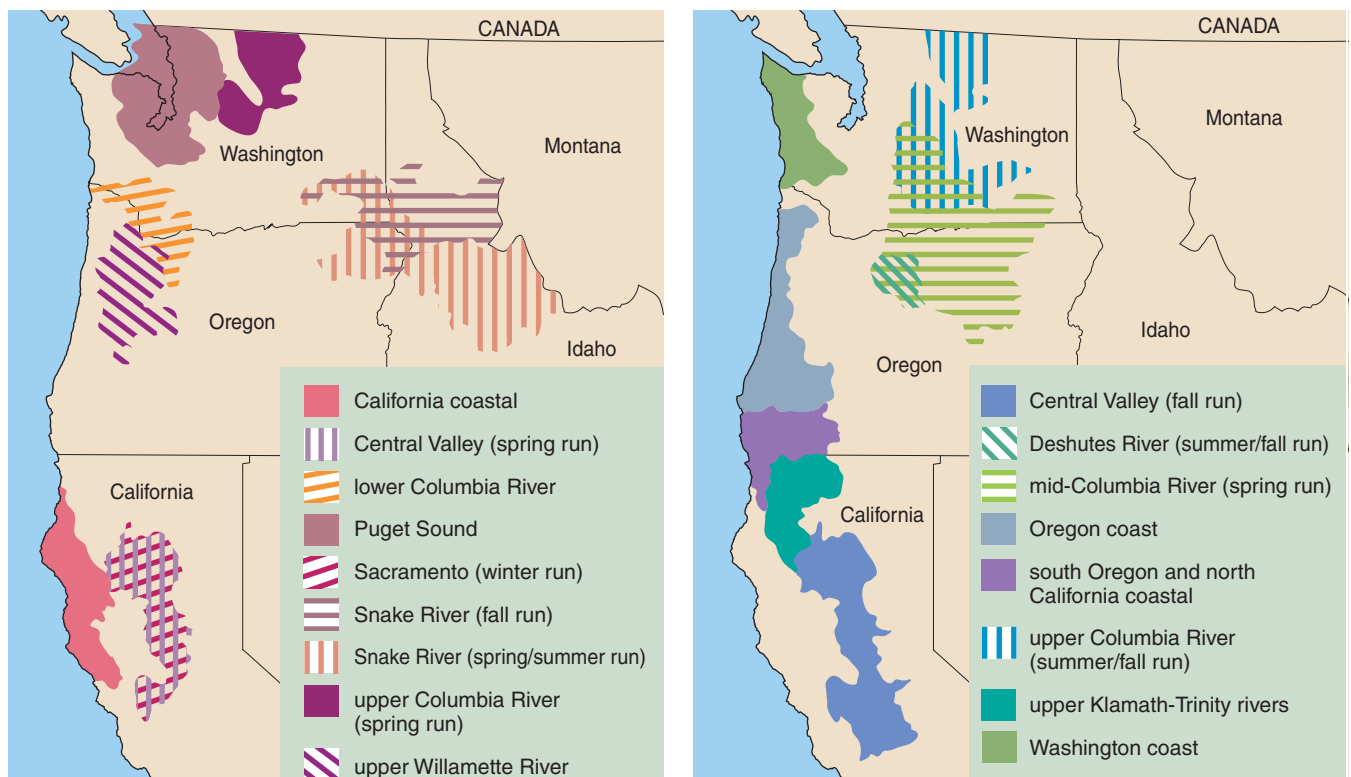 CANADA
Montana
Washington
Oregon
Idaho
California
California coastal
Central Valley (spring run)
lower Columbia River
Puget Sound
Sacramento (winter run)
Snake River (fall run)
Snake River (spring/summer run)
upper Columbia River
(spring run)
upper Willamette River
CANADA
Montana
Washington
Idaho
Oregon
California
Central Valley (fall run)
Deshutes River (summer/fall run)
mid-Columbia River (spring run)
Oregon coast
south Oregon and north
California coastal
upper Columbia River
(summer/fall run)
upper Klamath-Trinity rivers
Washington coast